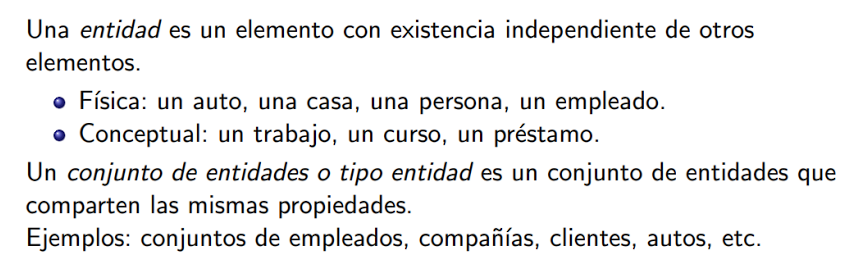 Una entidad es un elemento con existencia independiente de otros
elementos.
Física: un auto, una casa, una persona, un empleado.
Conceptual: un trabajo, un curso, un préstamo.
Un conjunto de entidades o tipo entidad es un conjunto de entidades que
comparten las mismas propiedades.
Ejemplos: conjuntos de empleados, compañías, clientes, autos, etc.